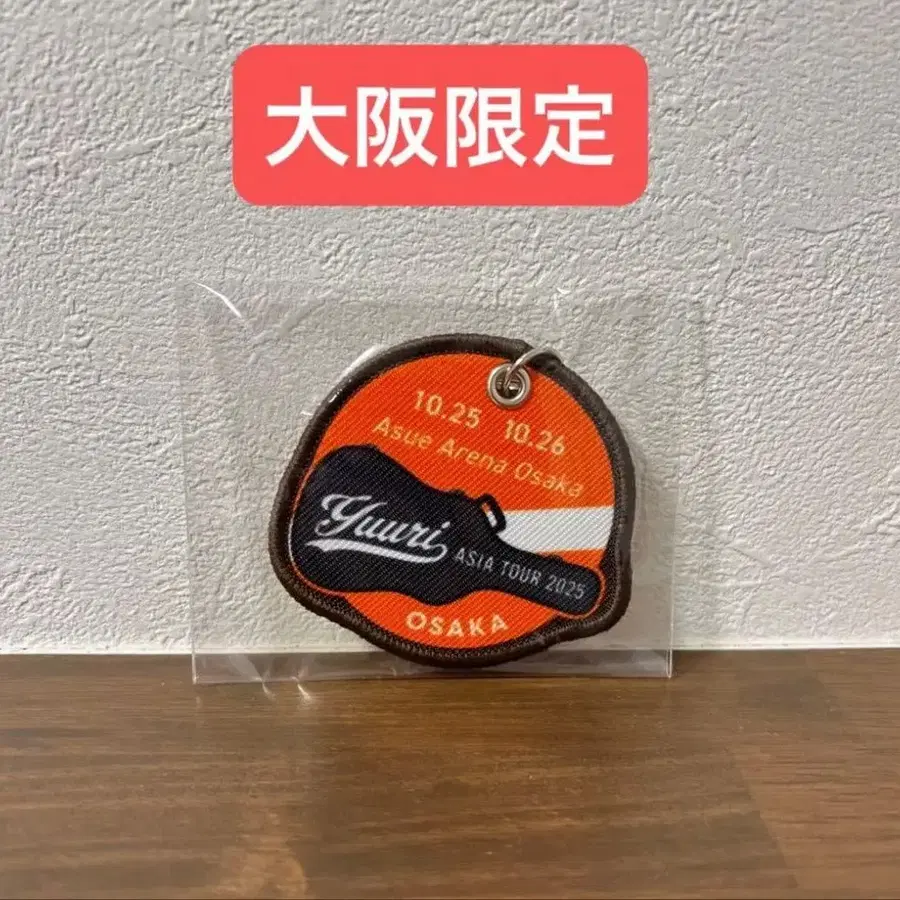 大阪限定
10.25 10.26
Asue Arena Osaka
Yuuri
ASIA TOUR 2025
OSAKA